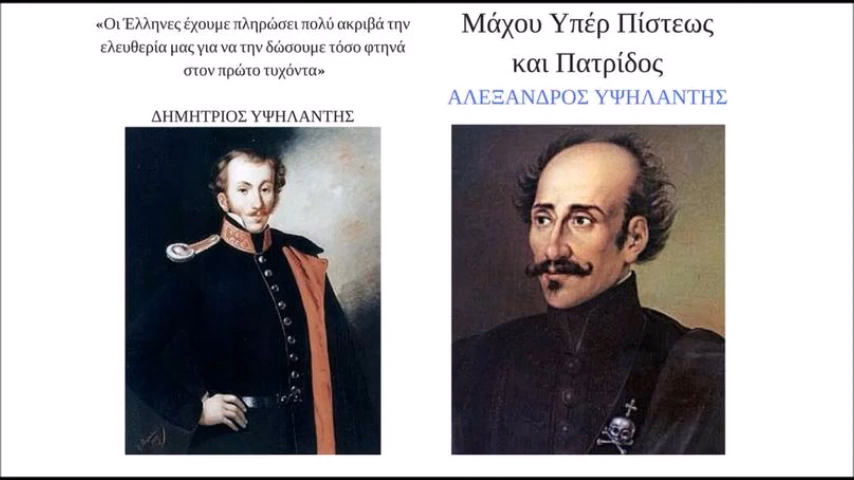 «Οι Έλληνες έχουμε πληρώσει πολύ ακριβά την
ελευθερία μας για να την δώσουμε τόσο φτηνά
στον πρώτο τυχόντα»
ΔΗΜΗΤΡΙΟΣ ΥΨΗΛΑΝΤΗΣ
Μάχου Υπέρ Πίστεως
και Πατρίδος
ΑΛΕΞΑΝΔΡΟΣ ΥΨΗΛΑΝΤΗΣ